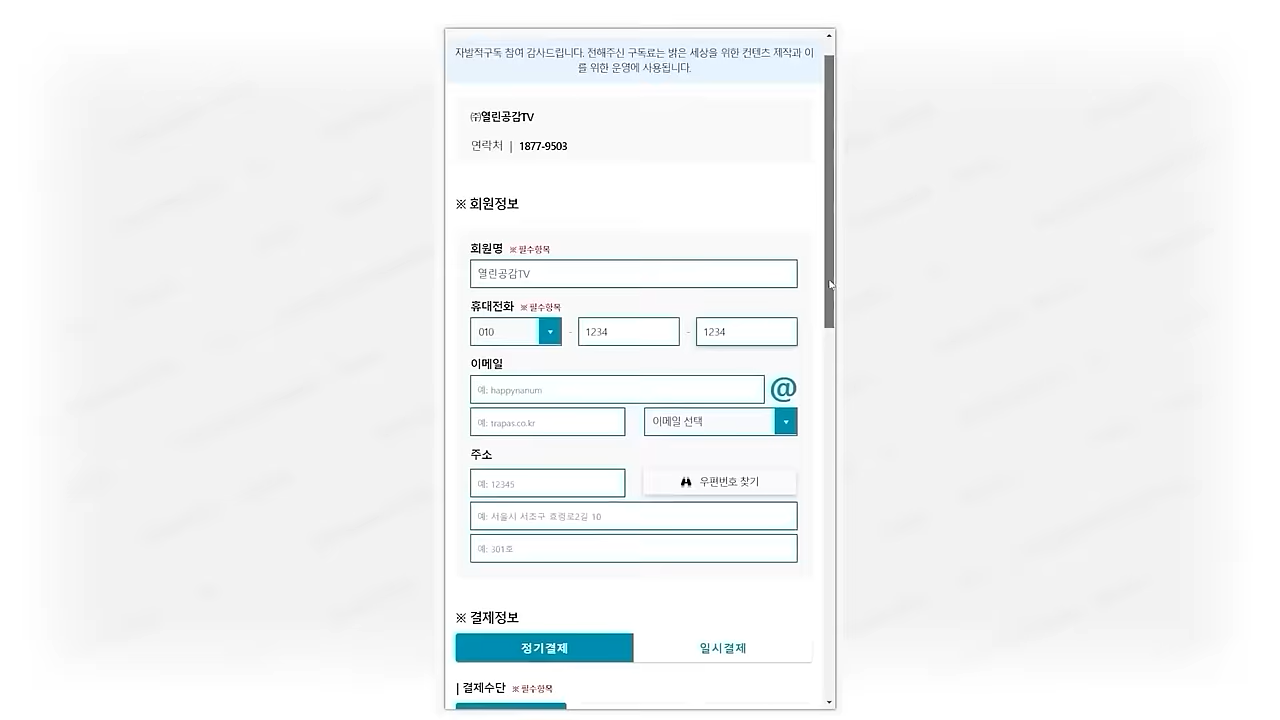 자발적구독 참여 감사드립니다. 전해주신 구독료는 밝은 세상을 위한 컨텐츠 제작과 이
를 위한 운영에 사용됩니다.
㈜열린공감TV
연락처 | 1877-9503
※ 회원정보
회원명 ※ 필수항목
열린공감TV
휴대전화 ※ 필수항목
010 - 1234 - 1234
이메일
예: happynanum @
예: trapas.co.kr 이메일 선택
주소
예: 12345 우편번호 찾기
예: 서울시 서초구 효령로2길 10
예: 301호
※ 결제정보
정기결제 일시결제
| 결제수단 ※ 필수항목